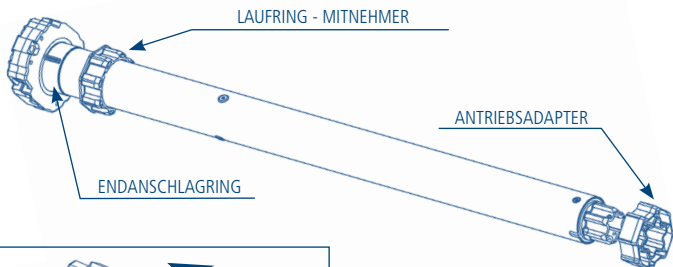 LAUFRING - MITNEHMER
ANTRIEBSADAPTER
ENDANSCHLAGRING